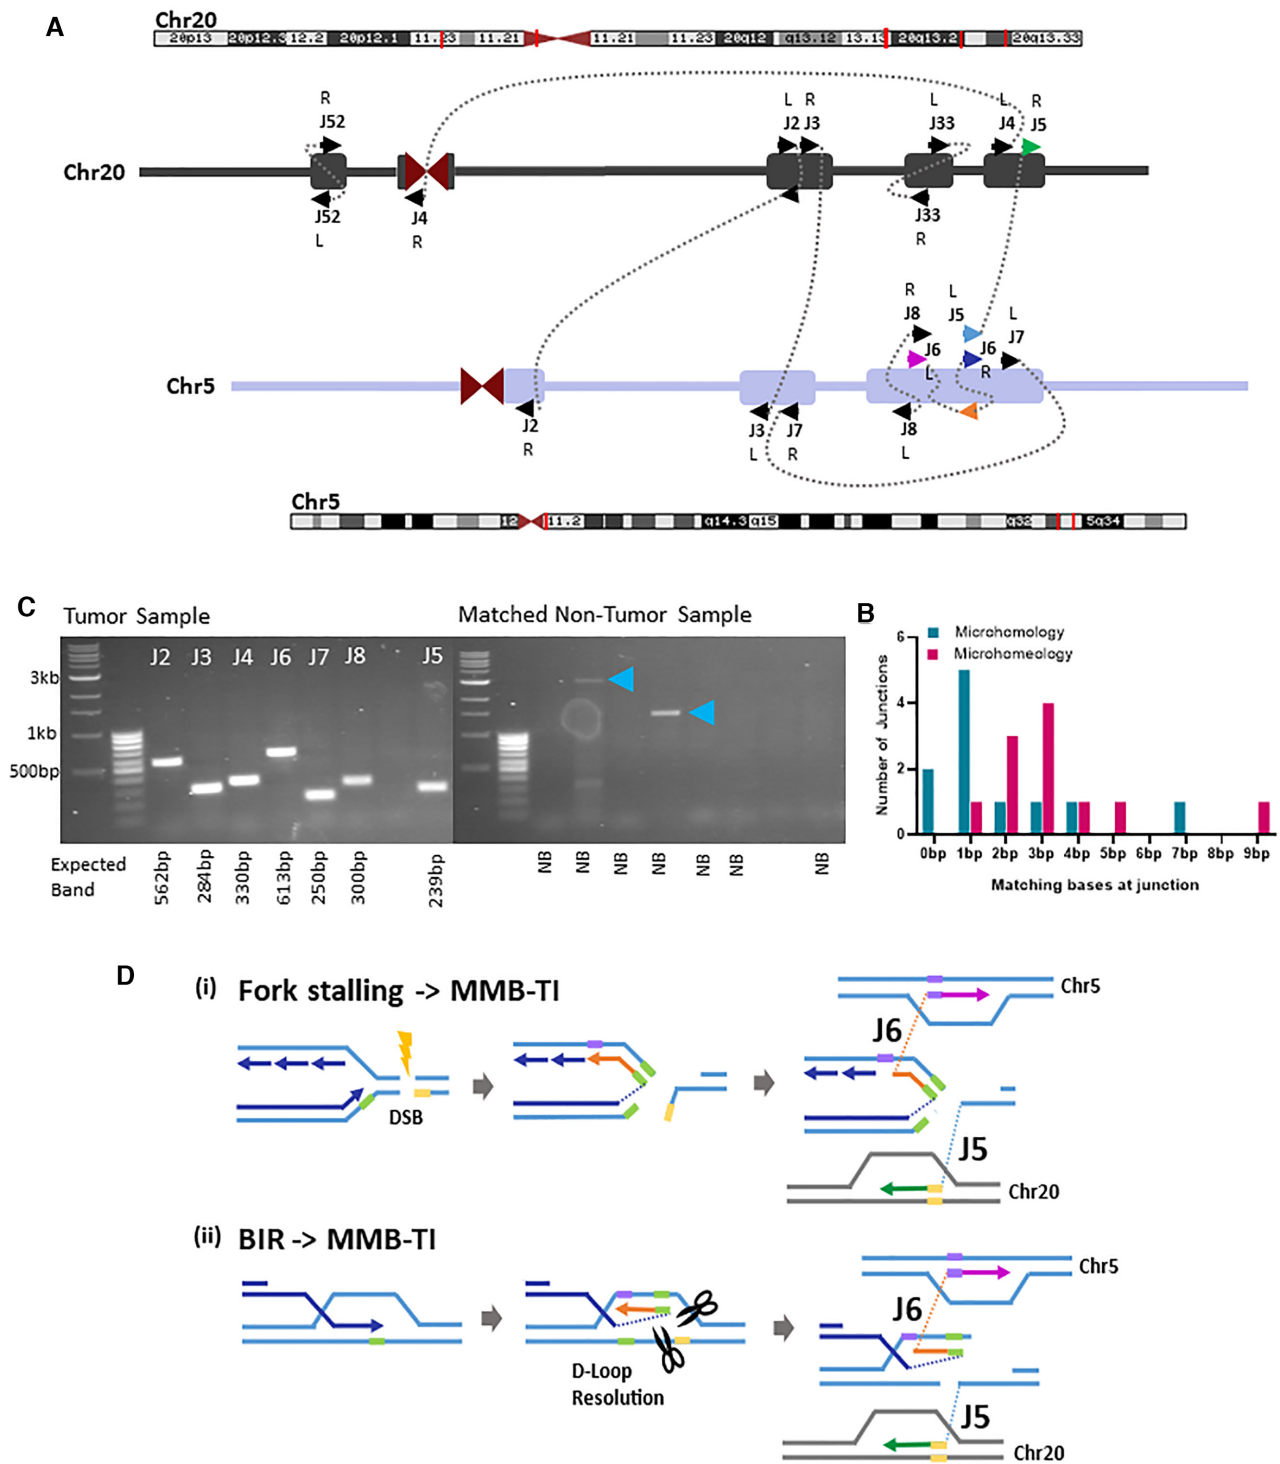 A
Chr20
20p13 20p12.3 12.2 20p12.1 11.23 11.21 11.21 11.23 20q12 q13.12 13.13 20q13.2 20q13.33
R L R L L R
J52 J2 J3 J33 J4 J5
Chr20
J52 J4 J33
L R R
R L L
J8 J5 J7
J6 J6
L R
Chr5
J2 J3 J7 J8
R L R L
Chr5
12 11.2 q14.3 q15 q32 5q34
C
Tumor Sample
Matched Non-Tumor Sample
J2 J3 J4 J6 J7 J8 J5
3kb
1kb
500bp
Expected
Band
562bp 284bp 330bp 613bp 250bp 300bp 239bp
NB NB NB NB NB NB NB
B
Microhomology
Microhomeology
Number of Junctions
6
4
2
0
0bp 1bp 2bp 3bp 4bp 5bp 6bp 7bp 8bp 9bp
Matching bases at junction
D
(i) Fork stalling -> MMB-TI
DSB
Chr5
J6
J5
Chr20
(ii) BIR -> MMB-TI
D-Loop
Resolution
Chr5
J6
J5
Chr20